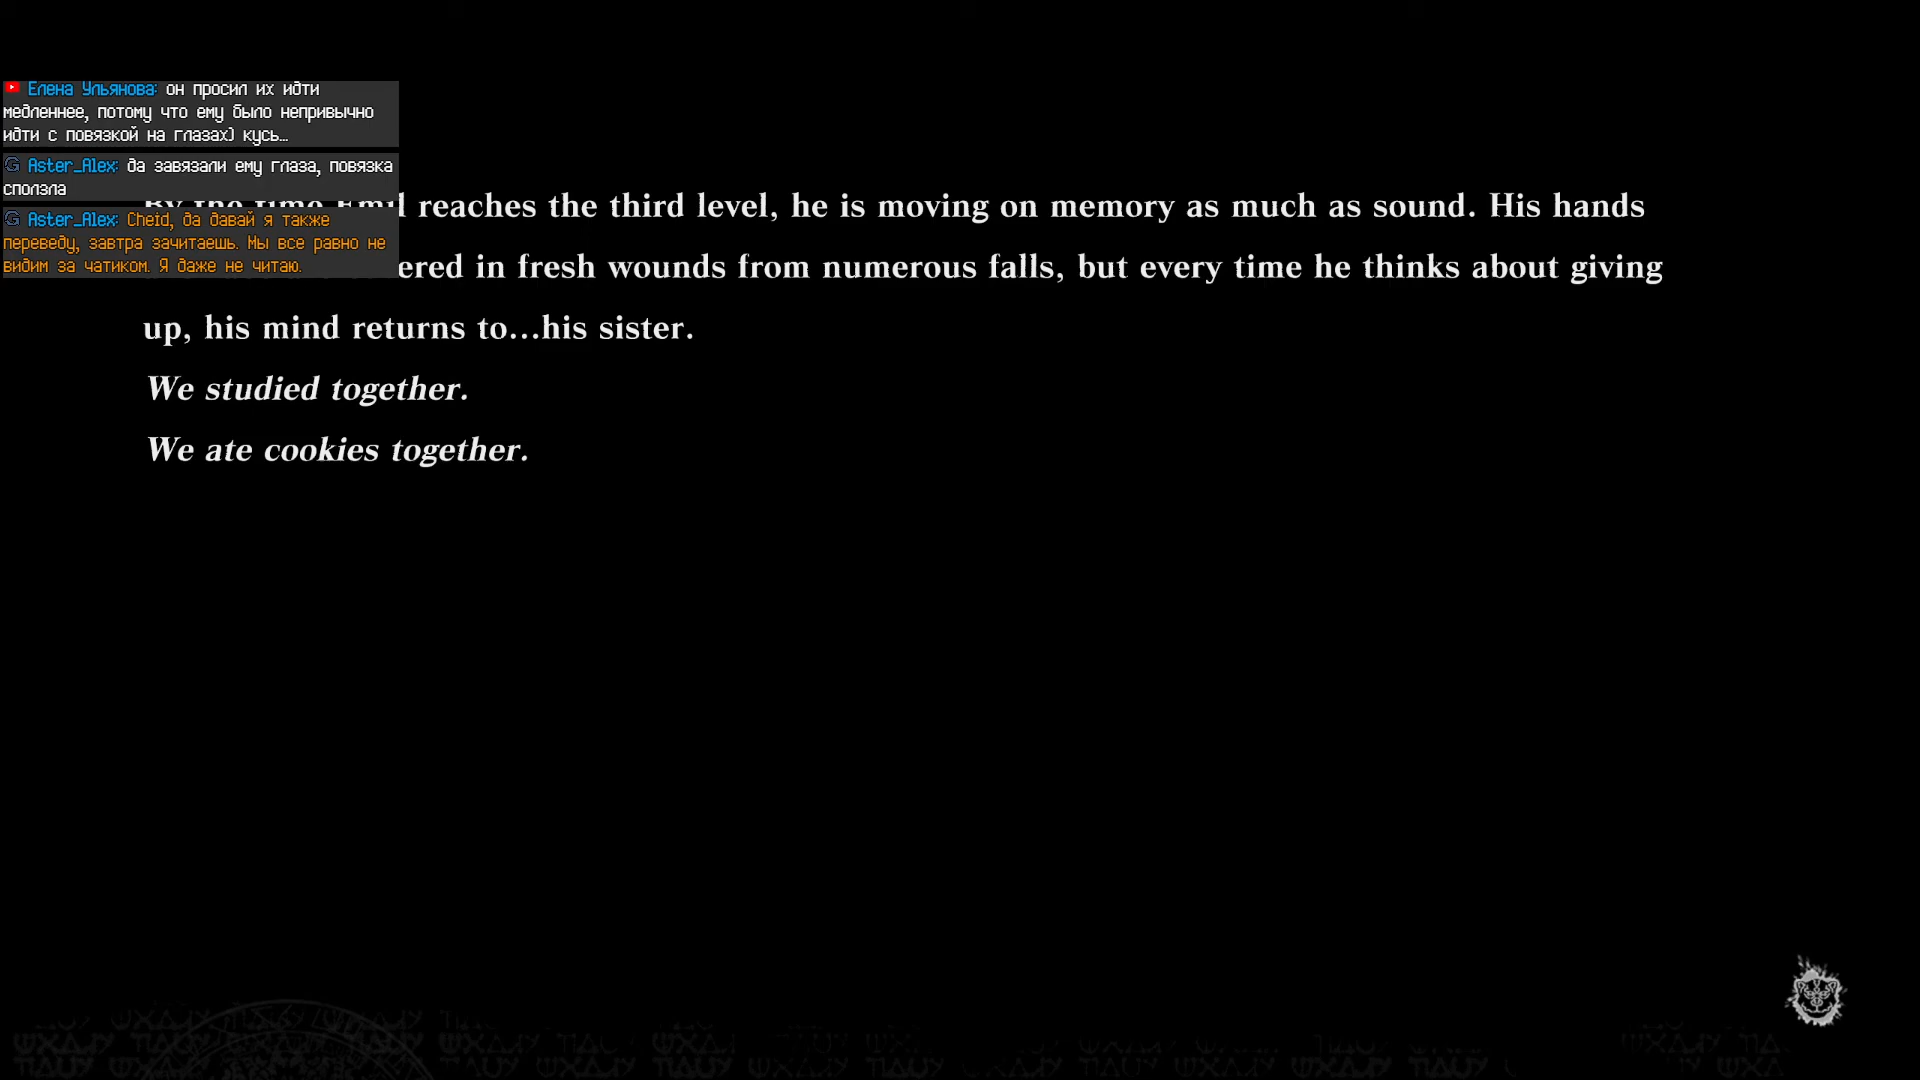 Елена Ульянова: он просил их идти
медленнее, потому что ему было непривычно
идти с повязкой на глазах) кусь...
Aster_Alex: да завязали ему глаза, повязка
сползла
Aster_Alex: Cheid, да давай я также
переведу, завтра зачитаешь. Мы все равно не
видим за чатиком. Я даже не читаю.
By the time Emil reaches the third level, he is moving on memory as much as sound. His hands
ered in fresh wounds from numerous falls, but every time he thinks about giving
up, his mind returns to...his sister.
We studied together.
We ate cookies together.